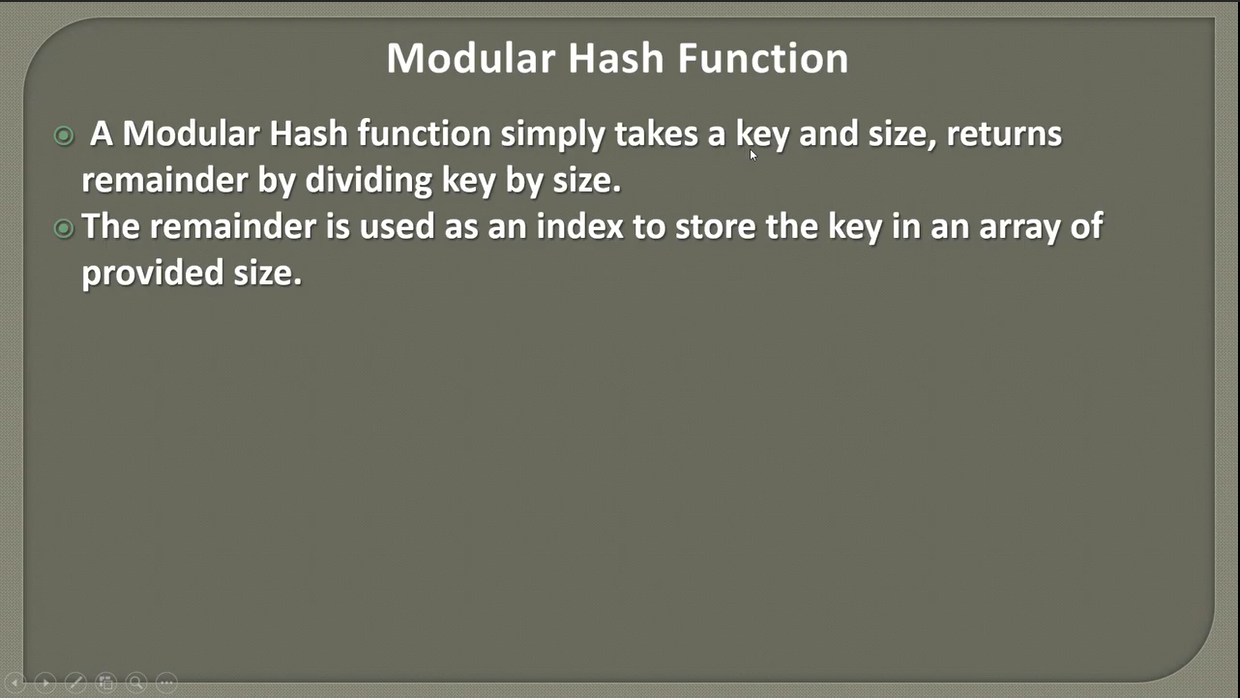 Modular Hash Function
A Modular Hash function simply takes a key and size, returns
remainder by dividing key by size.
The remainder is used as an index to store the key in an array of
provided size.